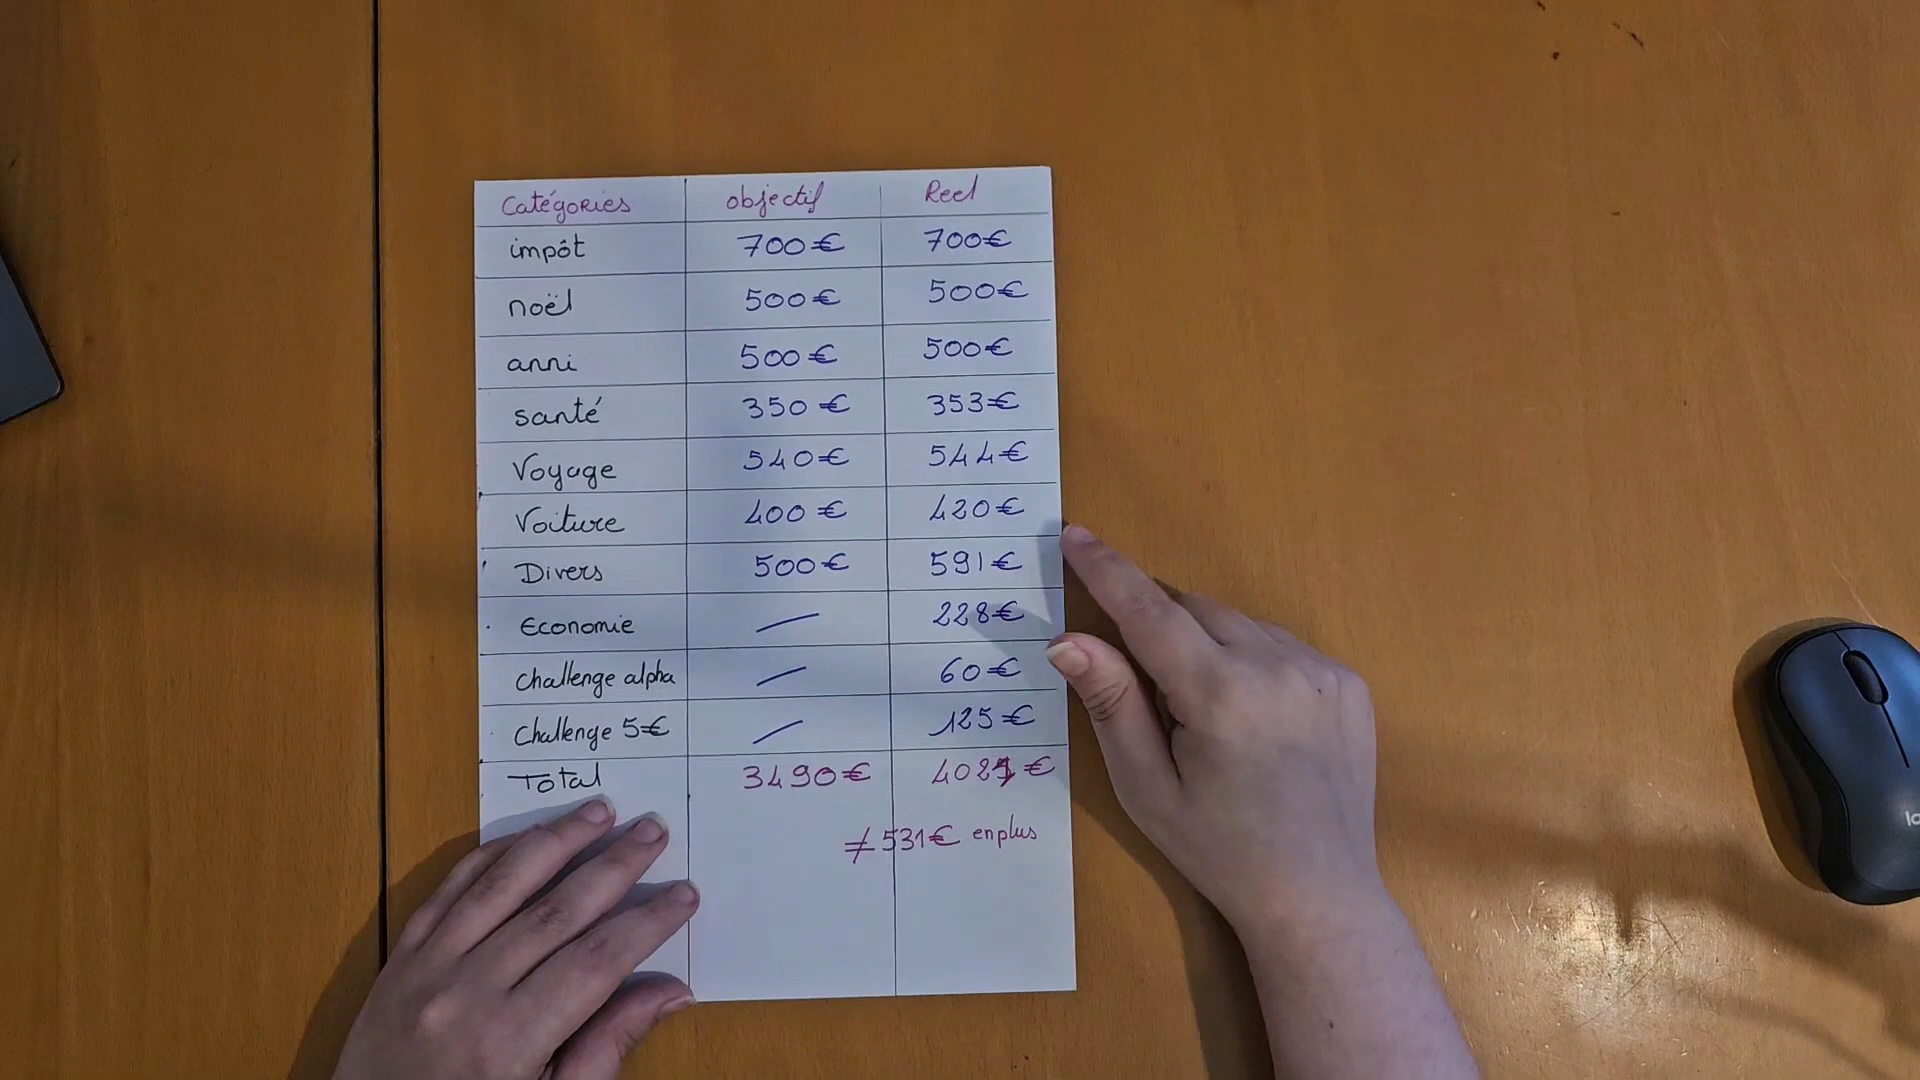 Catégories objectif Reel
impôt 700€ 700€
noël 500€ 500€
anni 500€ 500€
santé 350€ 353€
Voyage 540€ 544€
Voiture 400€ 420€
Divers 500€ 591€
Economie — 228€
Challenge alpha — 60€
Challenge 5€ — 125€
Total 3490€ 4021€
≠ 531€ en plus